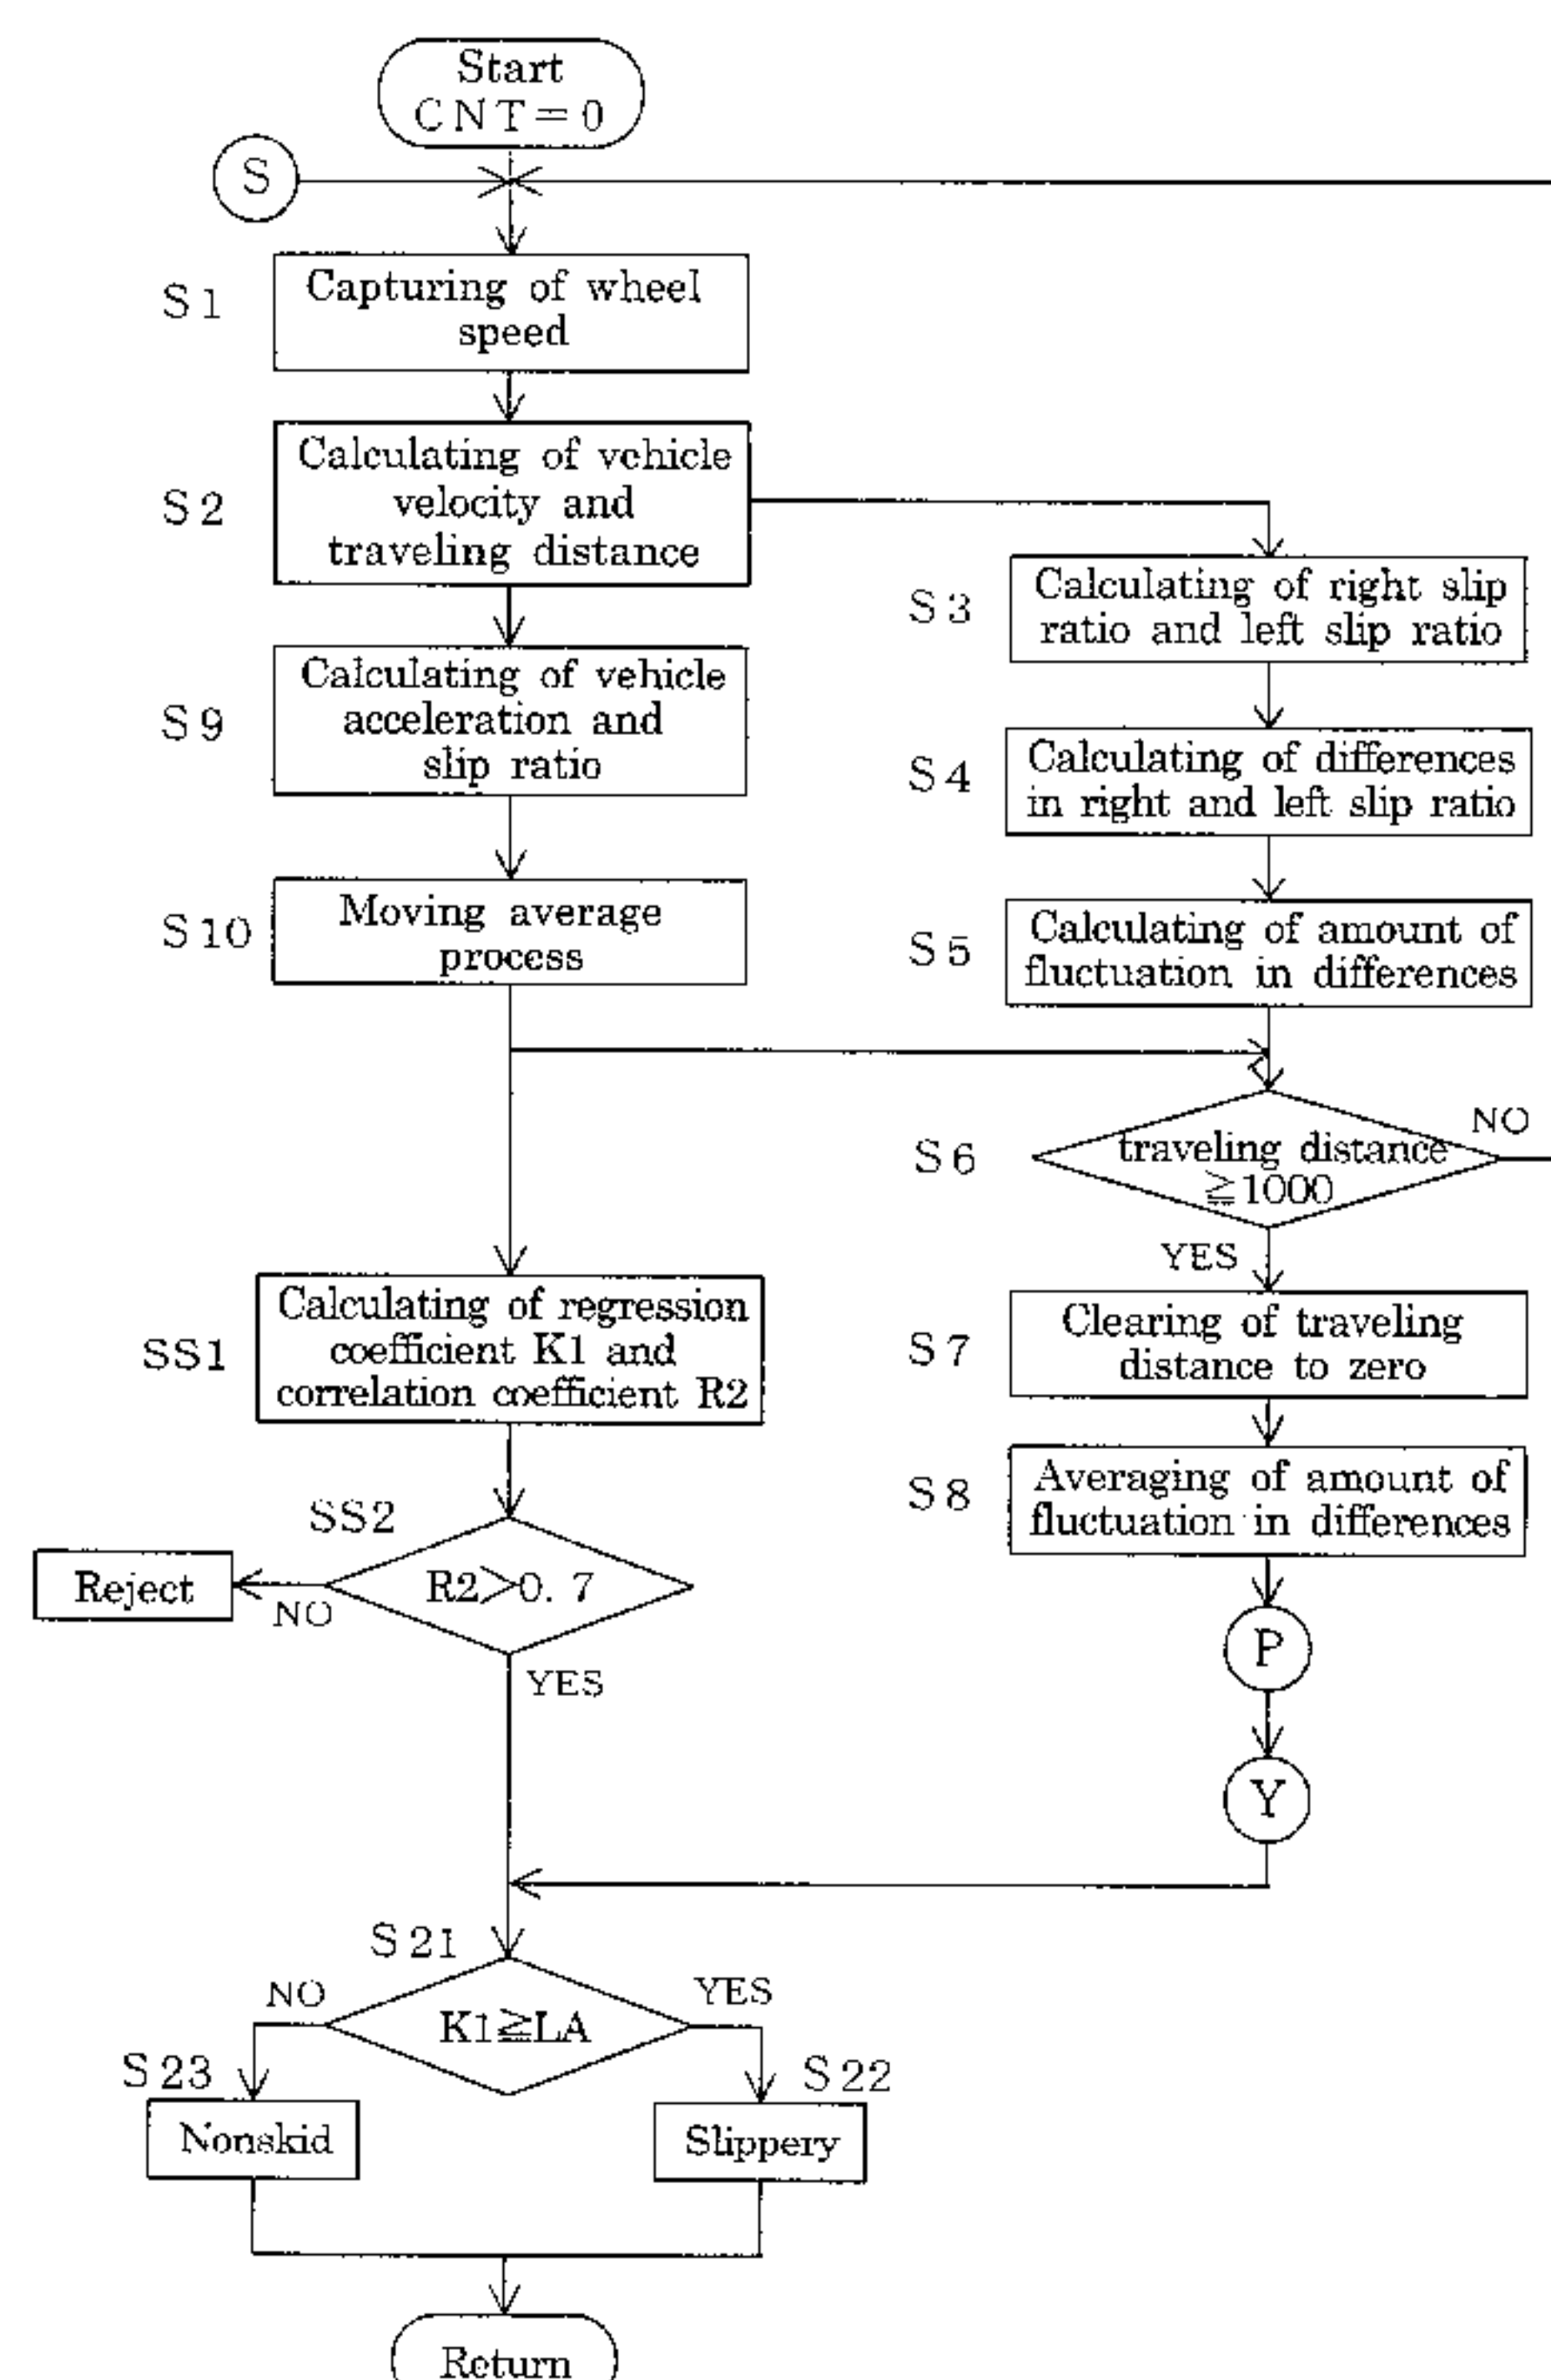 Start
CNT=0
S
S1
Capturing of wheel
speed
S2
Calculating of vehicle
velocity and
traveling distance
S9
Calculating of vehicle
acceleration and
slip ratio
S10
Moving average
process
S3
Calculating of right slip
ratio and left slip ratio
S4
Calculating of differences
in right and left slip ratio
S5
Calculating of amount of
fluctuation in differences
S6
traveling distance
≧1000
NO
YES
S7
Clearing of traveling
distance to zero
S8
Averaging of amount of
fluctuation in differences
P
Y
SS1
Calculating of regression
coefficient K1 and
correlation coefficient R2
SS2
R2>0. 7
NO
Reject
YES
S21
K1≧LA
NO
YES
S23
Nonskid
S22
Slippery
Return